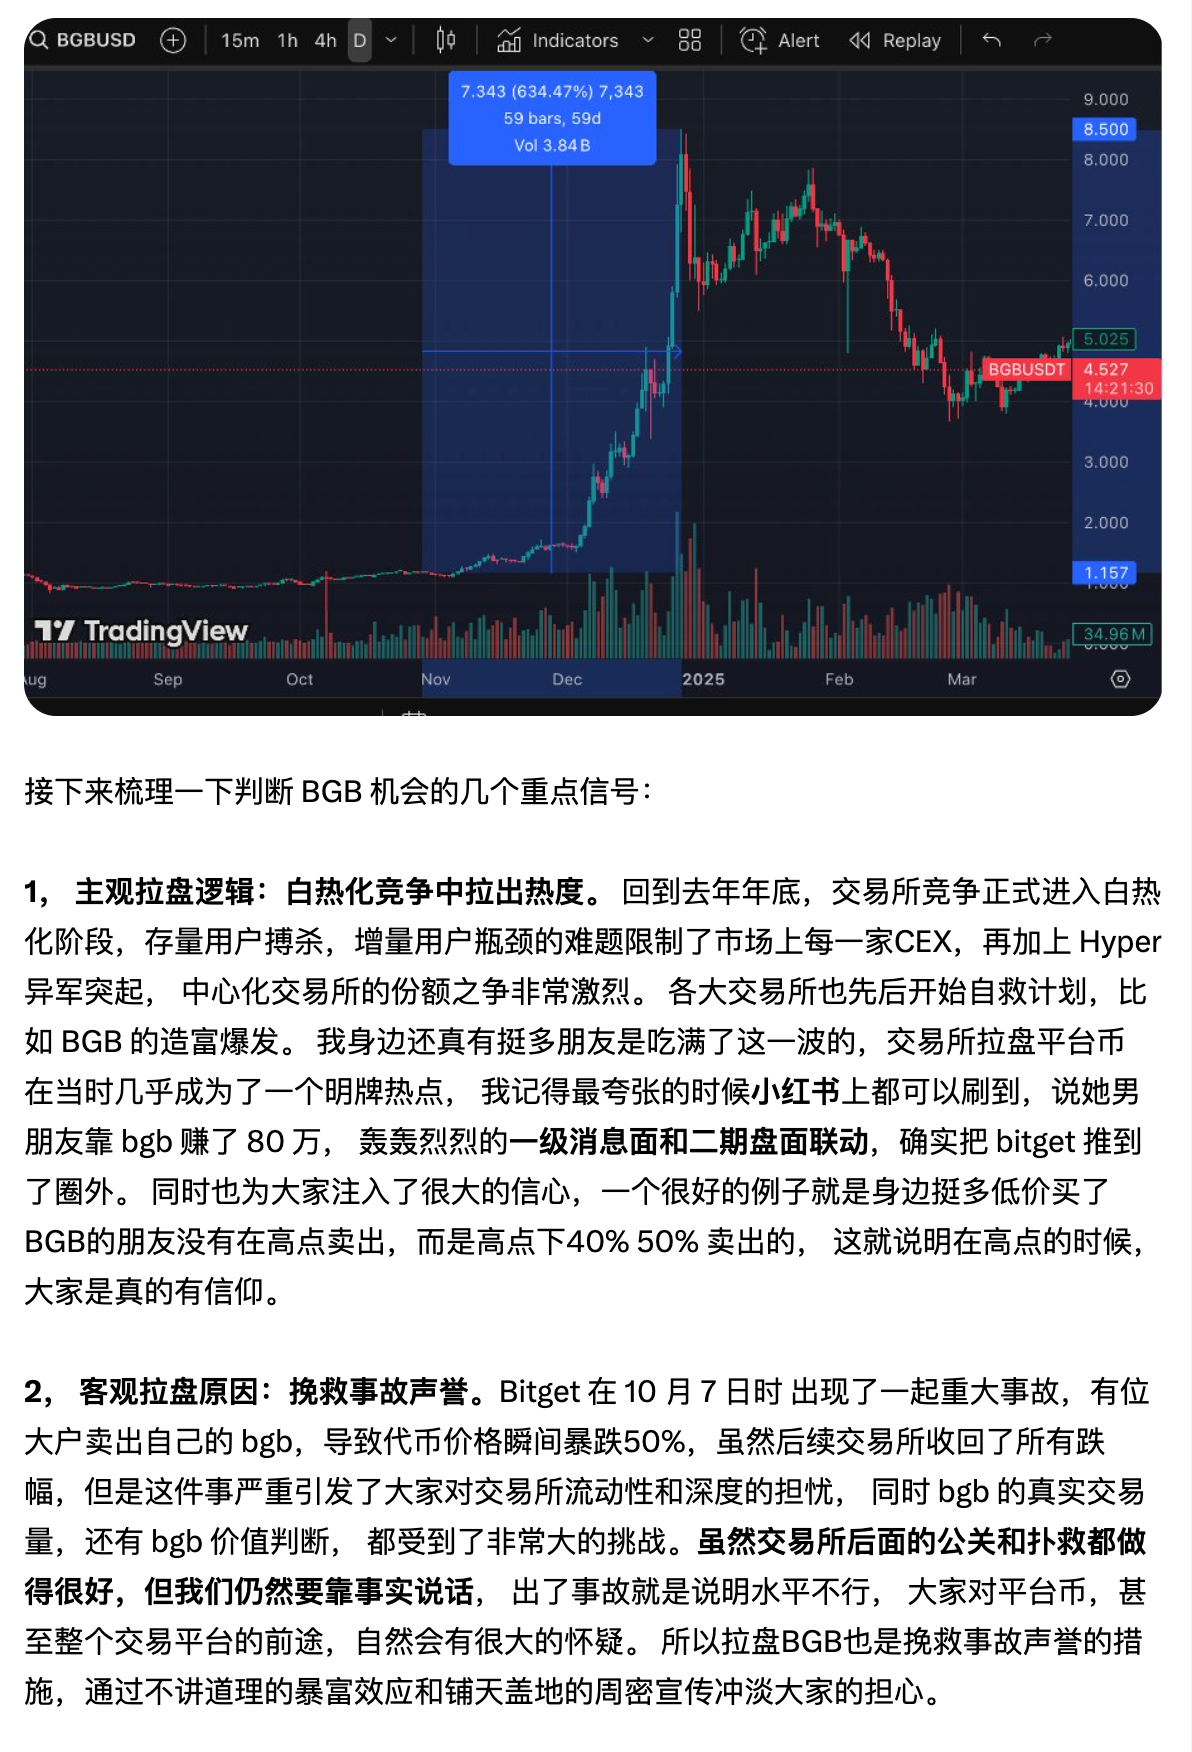 BGBUSD 15m 1h 4h D Indicators Alert Replay
7.343 (634.47%) 7,343
59 bars, 59d
Vol 3.84 B
9.000
8.500
8.000
7.000
6.000
5.025
BGBUSDT 4.527
14:21:30
4.000
3.000
2.000
1.157
1.000
TradingView
34.96 M
0.000
Aug Sep Oct Nov Dec 2025 Feb Mar
接下来梳理一下判断 BGB 机会的几个重点信号：
1， 主观拉盘逻辑：白热化竞争中拉出热度。 回到去年年底，交易所竞争正式进入白热
化阶段，存量用户搏杀，增量用户瓶颈的难题限制了市场上每一家CEX，再加上 Hyper
异军突起， 中心化交易所的份额之争非常激烈。 各大交易所也先后开始自救计划，比
如 BGB 的造富爆发。 我身边还真有挺多朋友是吃满了这一波的，交易所拉盘平台币
在当时几乎成为了一个明牌热点， 我记得最夸张的时候小红书上都可以刷到，说她男
朋友靠 bgb 赚了 80 万， 轰轰烈烈的一级消息面和二期盘面联动，确实把 bitget 推到
了圈外。 同时也为大家注入了很大的信心，一个很好的例子就是身边挺多低价买了
BGB的朋友没有在高点卖出，而是高点下40% 50% 卖出的， 这就说明在高点的时候，
大家是真的有信仰。
2， 客观拉盘原因：挽救事故声誉。Bitget 在 10 月 7 日时 出现了一起重大事故，有位
大户卖出自己的 bgb，导致代币价格瞬间暴跌50%，虽然后续交易所收回了所有跌
幅，但是这件事严重引发了大家对交易所流动性和深度的担忧， 同时 bgb 的真实交易
量，还有 bgb 价值判断， 都受到了非常大的挑战。虽然交易所后面的公关和扑救都做
得很好，但我们仍然要靠事实说话， 出了事故就是说明水平不行， 大家对平台币，甚
至整个交易平台的前途，自然会有很大的怀疑。 所以拉盘BGB也是挽救事故声誉的措
施，通过不讲道理的暴富效应和铺天盖地的周密宣传冲淡大家的担心。